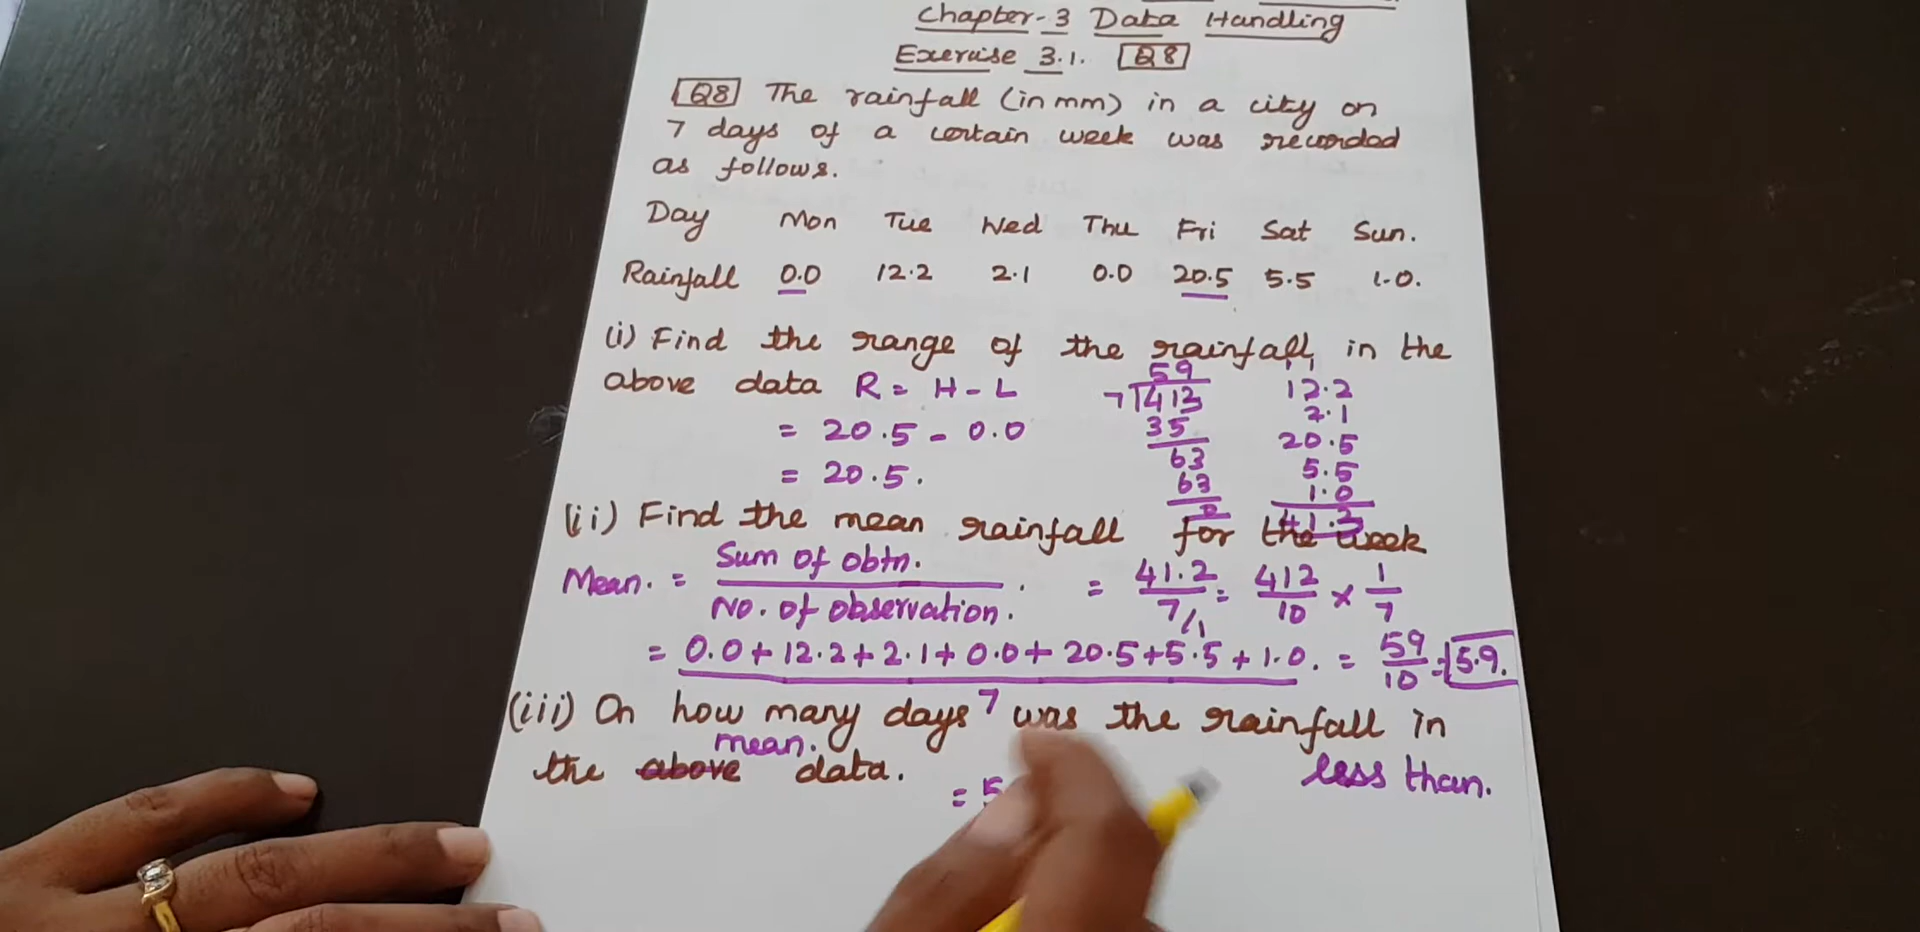 Chapter-3 Data Handling
Exercise 3.1. Q8
Q8 The rainfall (in mm) in a city on
7 days of a certain week was recorded
as follows.
Day Mon Tue Wed Thu Fri Sat Sun.
Rainfall 0.0 12.2 2.1 0.0 20.5 5.5 1.0.
(i) Find the range of the rainfall in the
above data R = H - L
= 20.5 - 0.0
= 20.5.
59
7 413
35
63
63
0
1 1
12.2
2.1
20.5
5.5
1.0
41.3
(ii) Find the mean rainfall for the week
Mean. = Sum of obtn. / No. of observation. = 41.2 / 7/1 = 412/10 × 1/7
= 0.0+12.2+2.1+0.0+20.5+5.5+1.0. / 7 = 59/10 = 5.9.
(iii) On how many days was the rainfall in
mean.
the above data. less than.
= 5